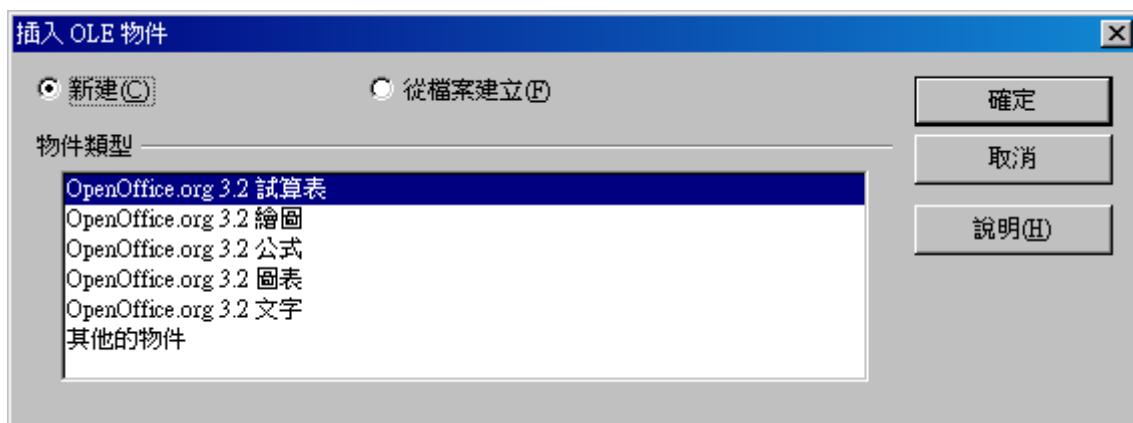 插入 OLE 物件
新建(C)
從檔案建立(F)
確定
物件類型
取消
OpenOffice.org 3.2 試算表
OpenOffice.org 3.2 繪圖
說明(H)
OpenOffice.org 3.2 公式
OpenOffice.org 3.2 圖表
OpenOffice.org 3.2 文字
其他的物件